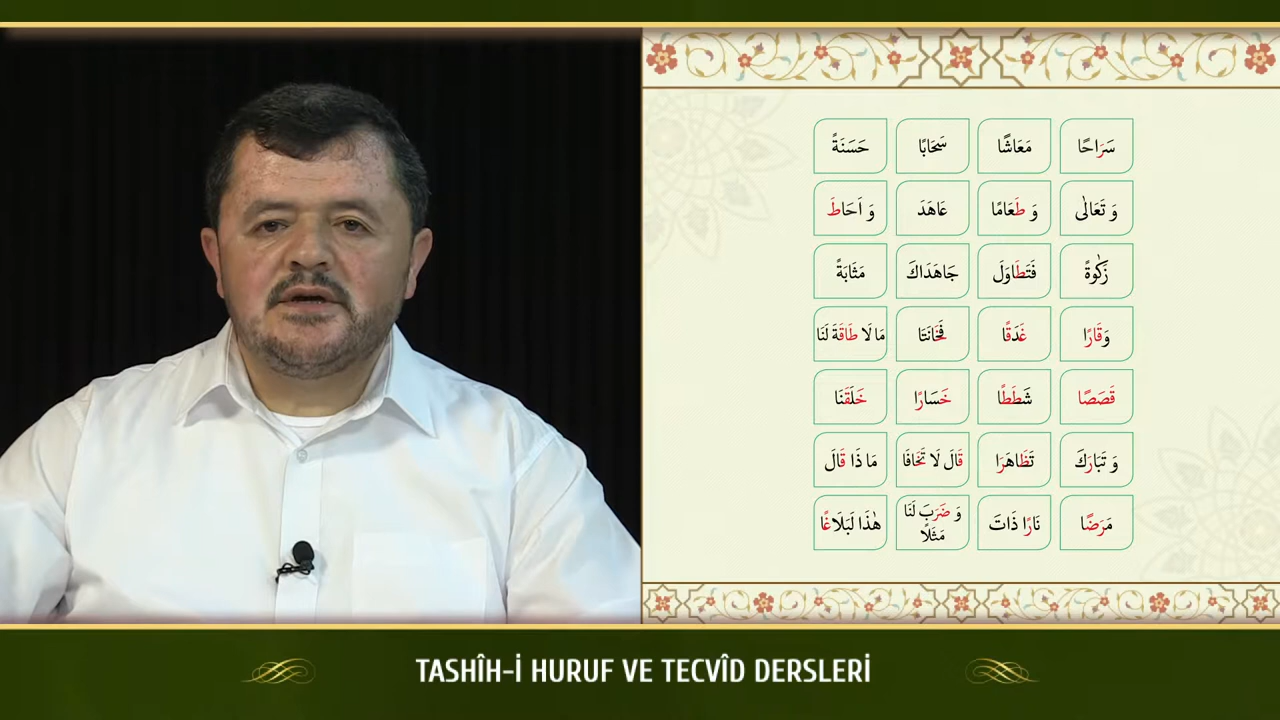 سَرَاحًا مَعَاشًا سَحَابًا حَسَنَةً
وَ تَعَالٰى وَ طَعَامًا عَاهَدَ وَ اَحَاطَ
زَكٰوةً فَتَطَاوَلَ جَاهَدَاكَ مَثَابَةً
وَقَارًا غَدَقًا فَخَانَتَا مَا لَا طَاقَةَ لَنَا
قَصَصًا شَطَطًا خَسَارًا خَلَقَنَا
وَ تَبَارَكَ تَظَاهَرَا قَالَ لَا تَخَافَا مَا ذَا قَالَ
مَرَضًا نَارًا ذَاتَ وَ ضَرَبَ لَنَا مَثَلًا هٰذَا لَبَلَاغًا
TASHÎH-İ HURUF VE TECVÎD DERSLERİ